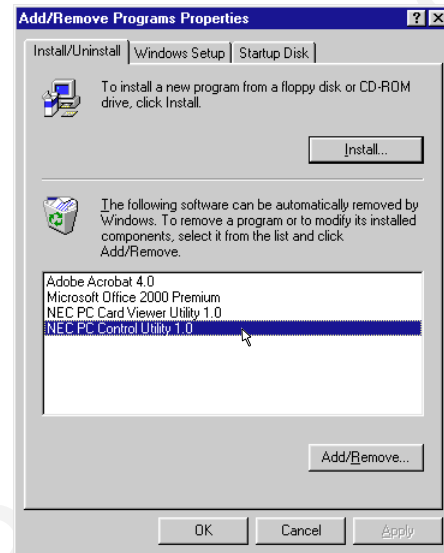 Add/Remove Programs Properties
Install/Uninstall Windows Setup Startup Disk
To install a new program from a floppy disk or CD-ROM
drive, click Install.
Install...
The following software can be automatically removed by
Windows. To remove a program or to modify its installed
components, select it from the list and click
Add/Remove.
Adobe Acrobat 4.0
Microsoft Office 2000 Premium
NEC PC Card Viewer Utility 1.0
NEC PC Control Utility 1.0
Add/Remove...
OK Cancel Apply